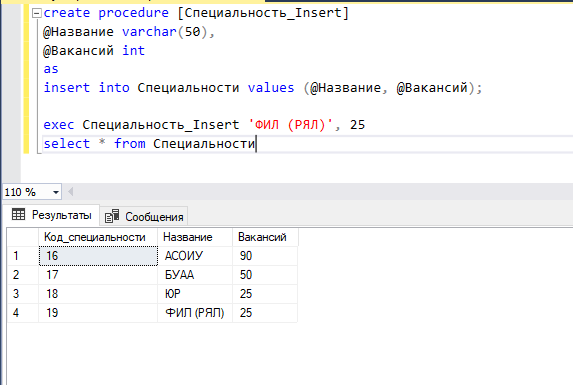 create procedure [Специальность_Insert]
@Название varchar(50),
@Вакансий int
as
insert into Специальности values (@Название, @Вакансий);
exec Специальность_Insert 'ФИЛ (РЯЛ)', 25
select * from Специальности
110 %
Результаты Сообщения
Код_специальности Название Вакансий
1 16 АСОИУ 90
2 17 БУАА 50
3 18 ЮР 25
4 19 ФИЛ (РЯЛ) 25